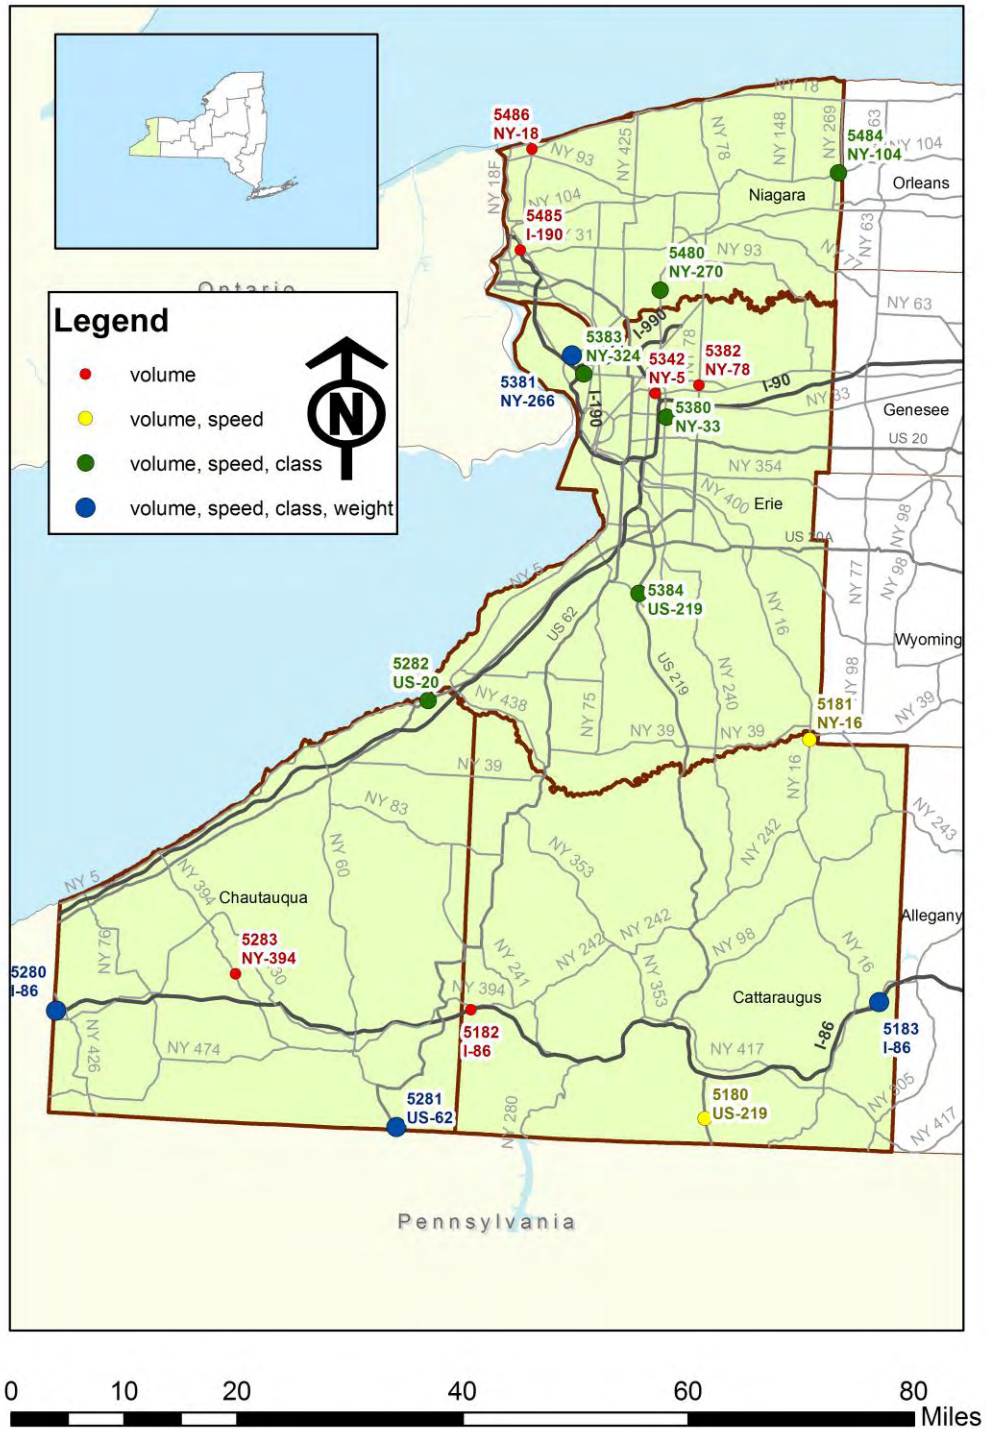 NY 18
5486
NY-18
NY 93
NY 425
NY 78
NY 148
NY 269
NY 63
5484
NY-104
NY 104
Orleans
Niagara
NY 18F
NY 104
5485
I-190
NY 31
NY 63
5480
NY-270
NY 93
NY 77
Ontario
NY 63
Legend
volume
volume, speed
volume, speed, class
volume, speed, class, weight
N
I-990
5383
NY-324
NY 78
5342
NY-5
5382
NY-78
5381
NY-266
I-190
I-90
NY 33
5380
NY-33
Genesee
US 20
NY 354
NY 400
Erie
NY 98
US 20A
NY 5
NY 77
NY 98
5384
US-219
NY 16
US 62
Wyoming
5282
US-20
US 219
NY 240
NY 98
NY 438
NY 75
5181
NY-16
NY 39
NY 39
NY 39
NY 39
NY 16
NY 83
NY 60
NY 353
NY 242
NY 243
NY 5
NY 394
Chautauqua
Allegany
NY 76
5283
NY-394
NY 242
NY 242
NY 98
NY 16
5280
I-86
NY 241
NY 353
NY 394
Cattaraugus
NY 426
NY 474
5182
I-86
I-86
5183
I-86
NY 417
5281
US-62
NY 280
5180
US-219
NY 305
NY 417
Pennsylvania
0 10 20 40 60 80
Miles